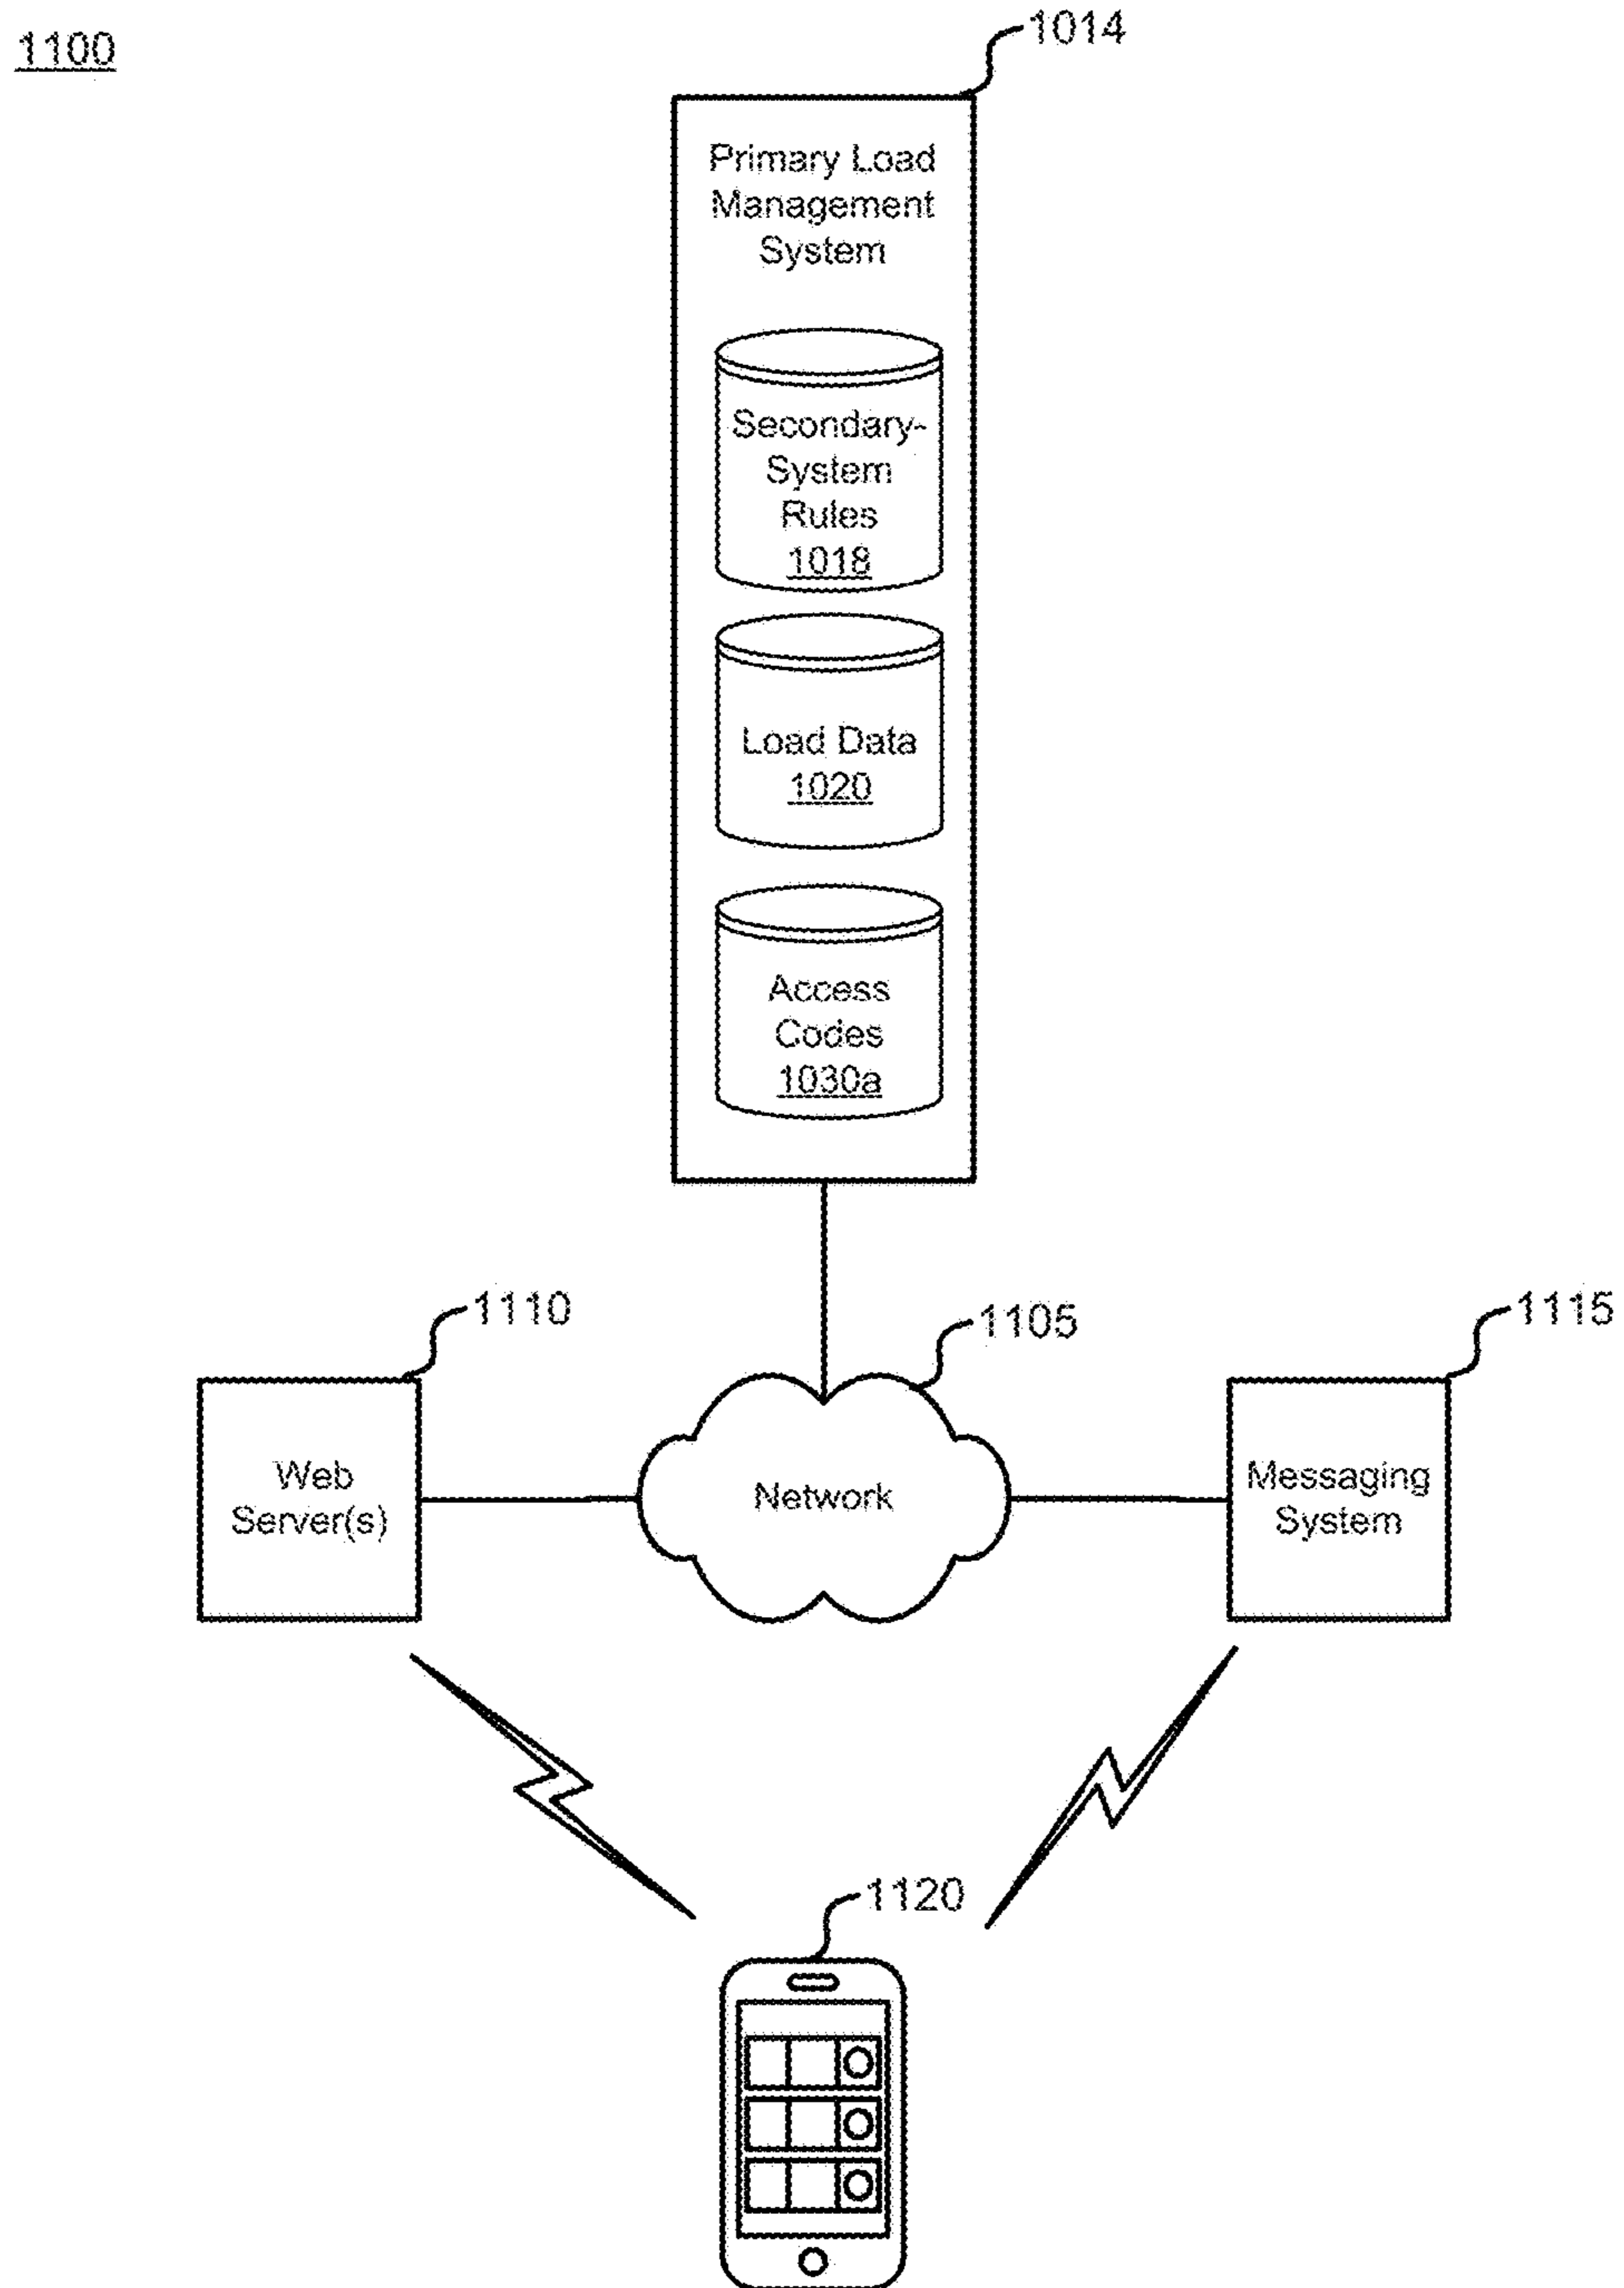 1100
1014
Primary Load
Management
System
Secondary-
System
Rules
1018
Load Data
1020
Access
Codes
1030a
1110
1105
1115
Web
Server(s)
Network
Messaging
System
1120